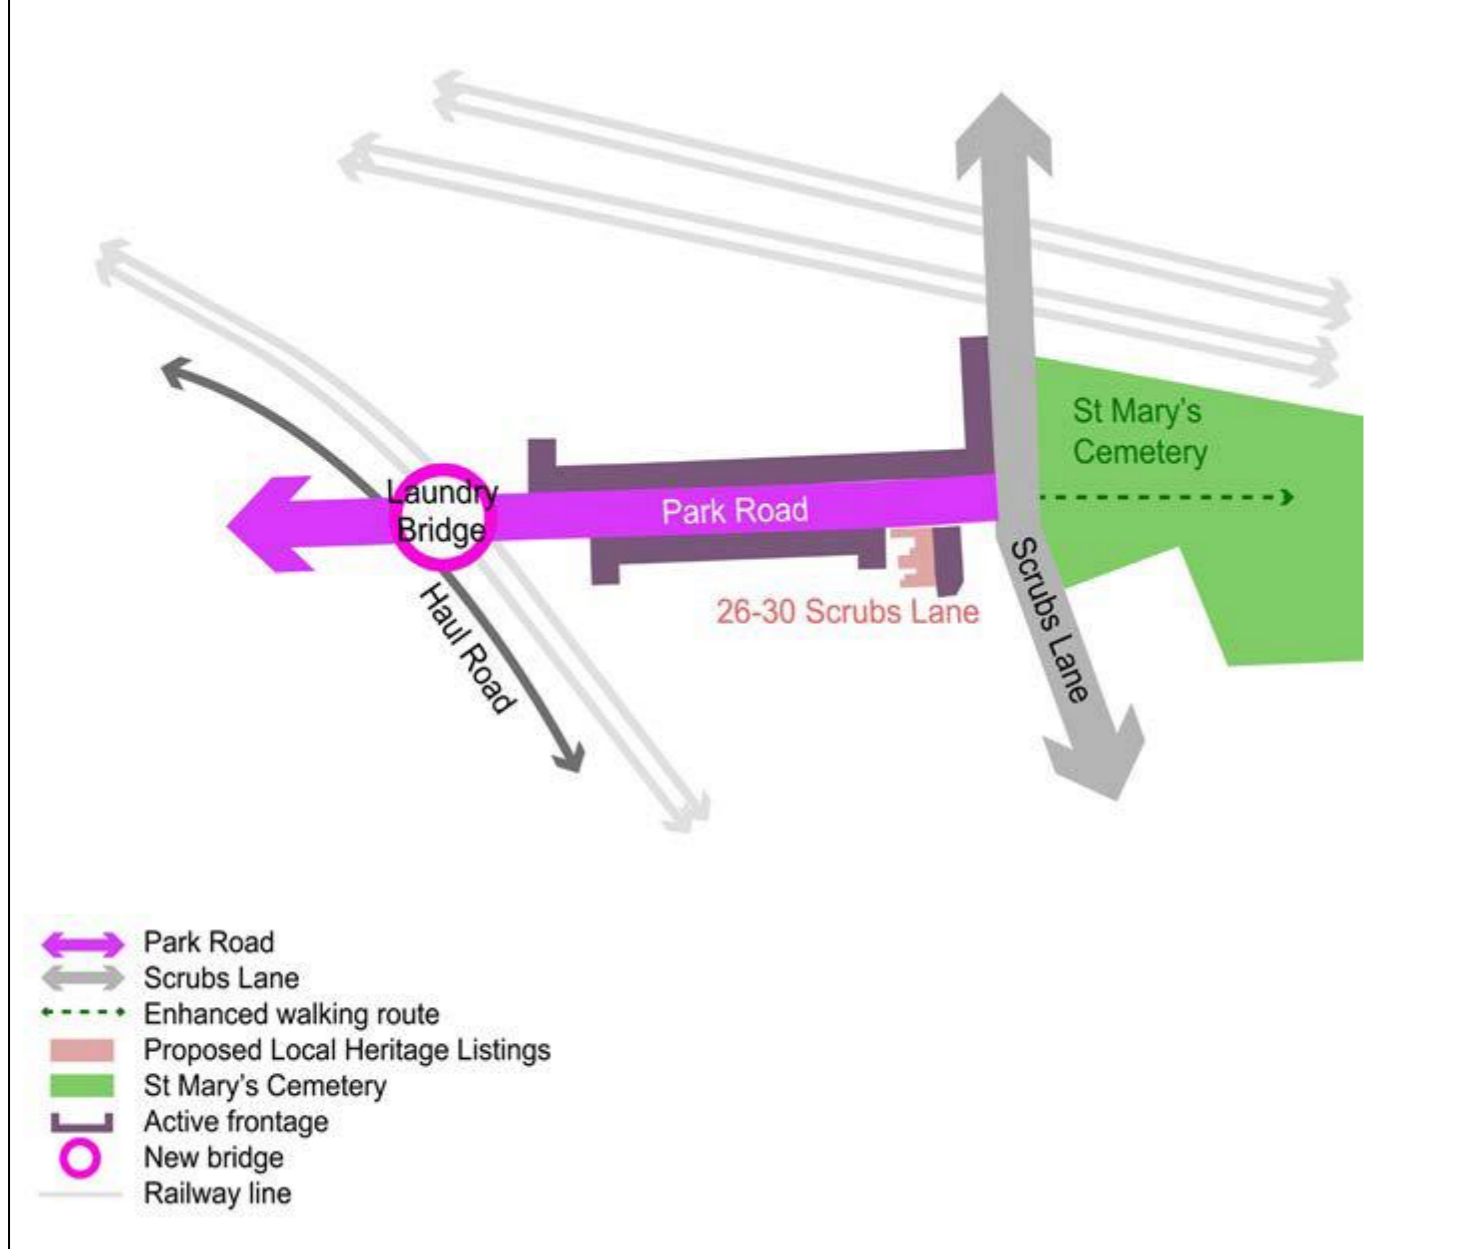 St Mary's
Cemetery
Laundry
Bridge
Park Road
26-30 Scrubs Lane
Scrubs Lane
Haul Road
Park Road
Scrubs Lane
Enhanced walking route
Proposed Local Heritage Listings
St Mary's Cemetery
Active frontage
New bridge
Railway line